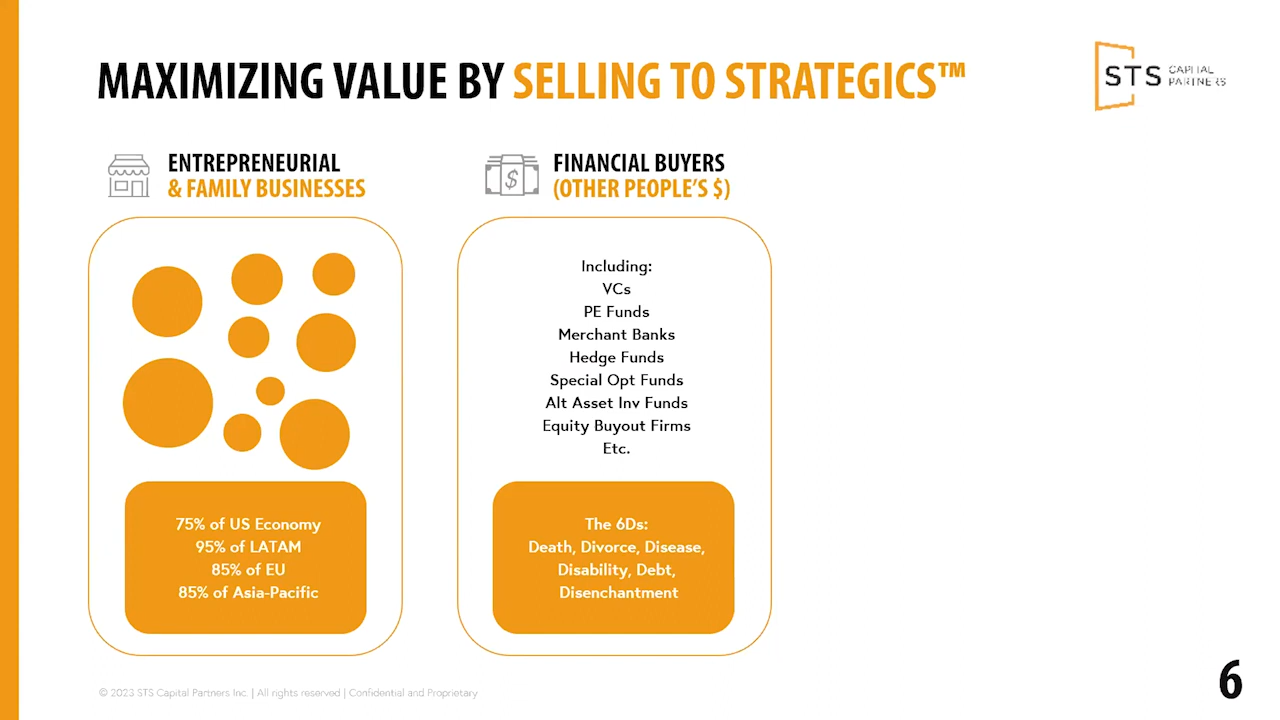 MAXIMIZING VALUE BY SELLING TO STRATEGICS™
STS CAPITAL
PARTNERS
ENTREPRENEURIAL
& FAMILY BUSINESSES
75% of US Economy
95% of LATAM
85% of EU
85% of Asia-Pacific
$
FINANCIAL BUYERS
(OTHER PEOPLE'S $)
Including:
VCs
PE Funds
Merchant Banks
Hedge Funds
Special Opt Funds
Alt Asset Inv Funds
Equity Buyout Firms
Etc.
The 6Ds:
Death, Divorce, Disease,
Disability, Debt,
Disenchantment
© 2023 STS Capital Partners Inc. | All rights reserved | Confidential and Proprietary
6